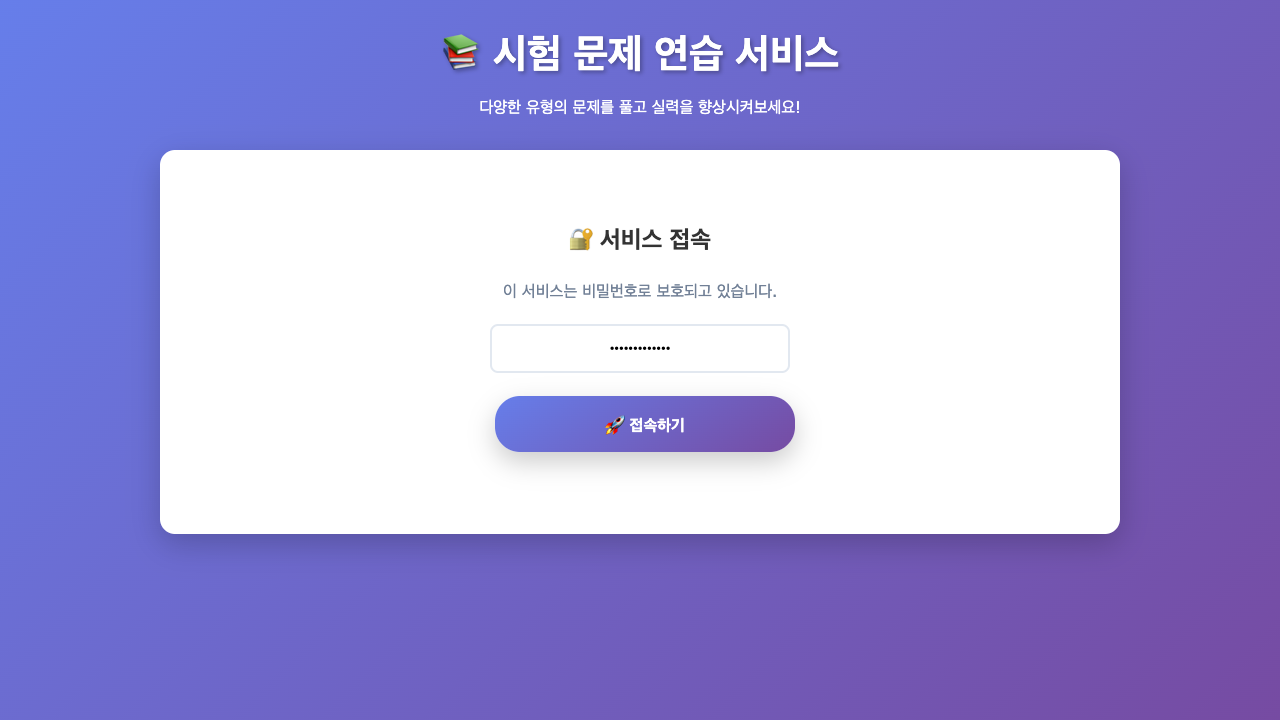 📚 시험 문제 연습 서비스
다양한 유형의 문제를 풀고 실력을 향상시켜보세요!
🔐 서비스 접속
이 서비스는 비밀번호로 보호되고 있습니다.
•••••••••••••
🚀 접속하기